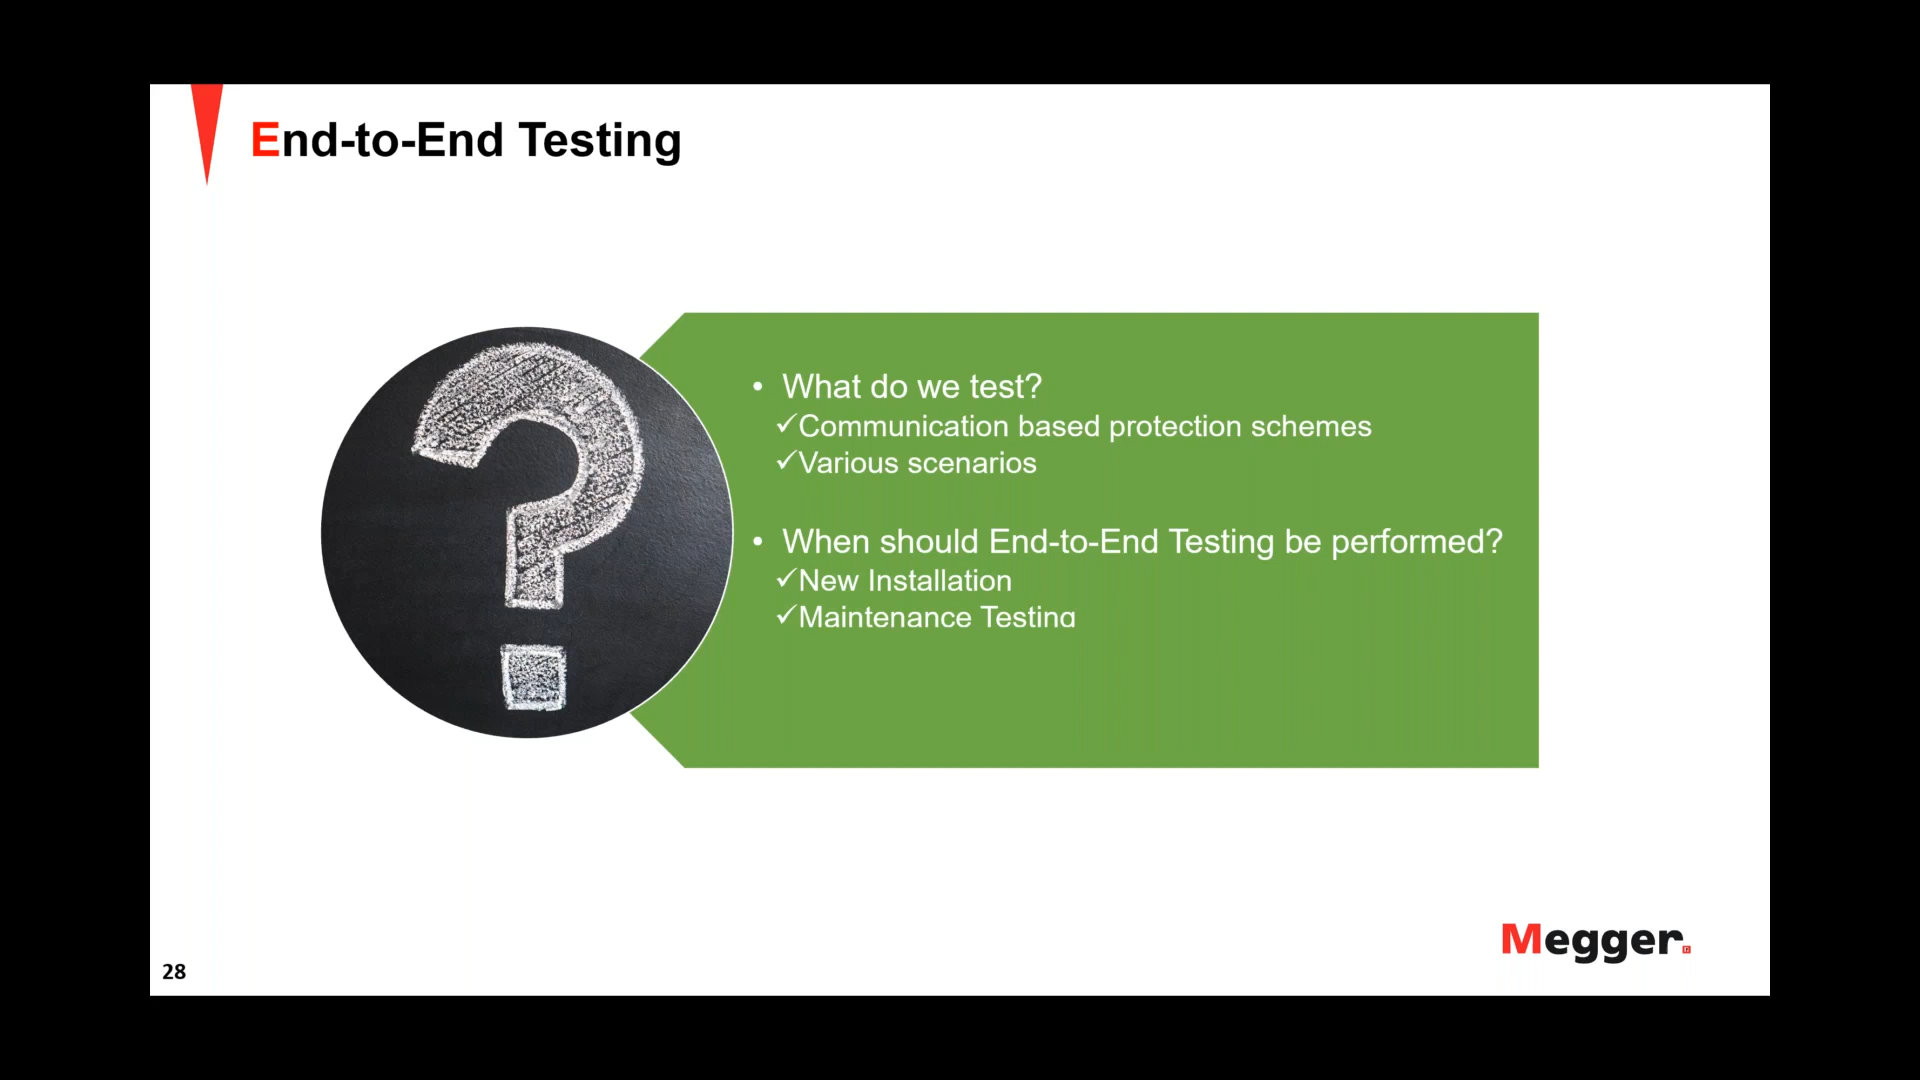 End-to-End Testing
• What do we test?
✓Communication based protection schemes
✓Various scenarios
• When should End-to-End Testing be performed?
✓New Installation
✓Maintenance Testing
Megger.
28